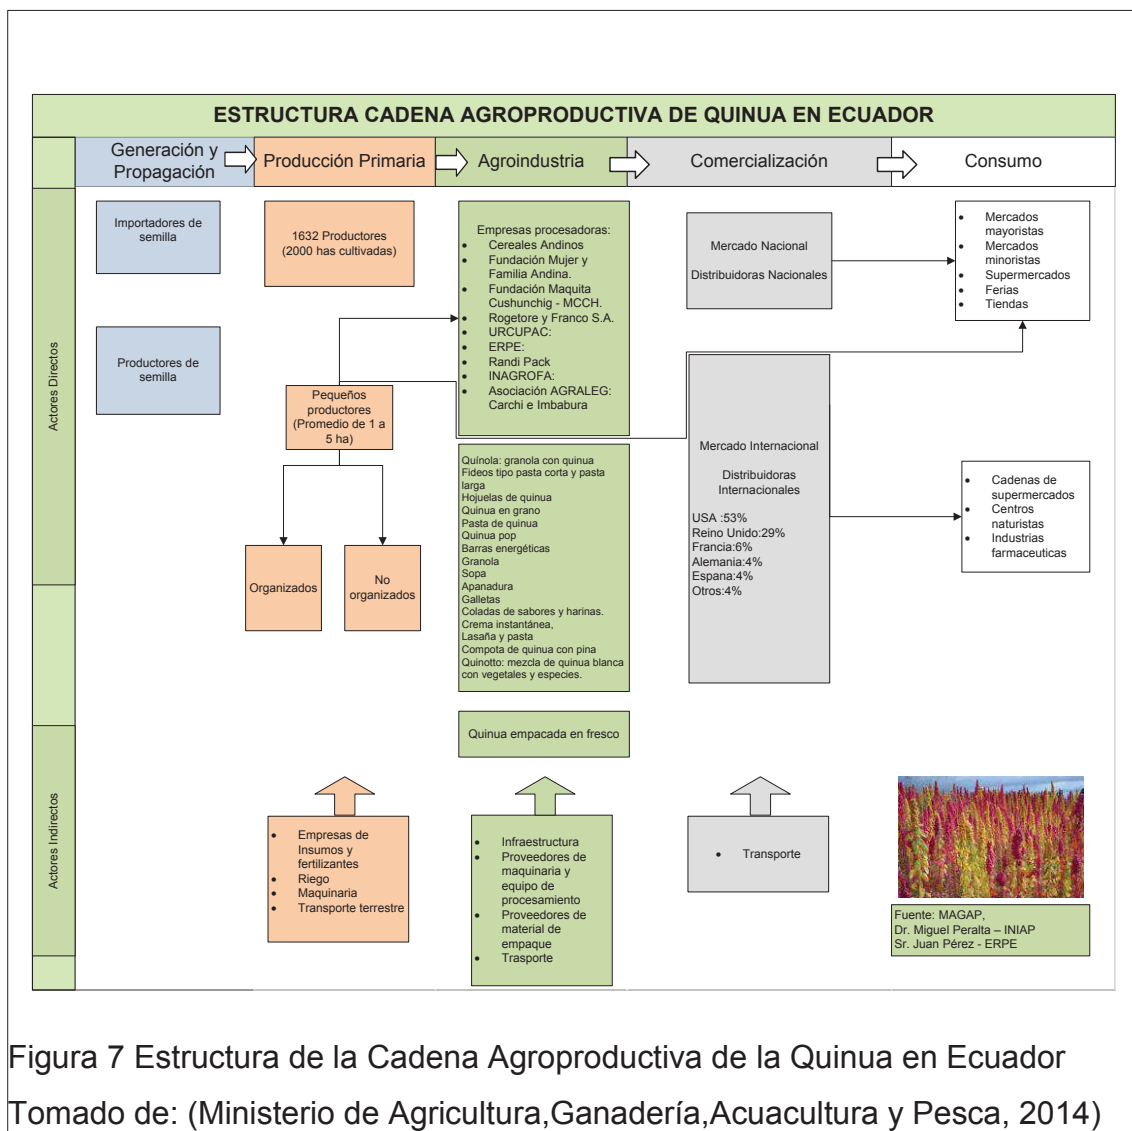 ESTRUCTURA CADENA AGROPRODUCTIVA DE QUINUA EN ECUADOR
Generación y
Propagación
Producción Primaria
Agroindustria
Comercialización
Consumo
Actores Directos
Importadores de
semilla
Productores de
semilla
1632 Productores
(2000 has cultivadas)
Pequeños
productores
(Promedio de 1 a
5 ha)
Organizados
No
organizados
Empresas procesadoras:
• Cereales Andinos
• Fundación Mujer y
Familia Andina.
• Fundación Maquita
Cushunchig - MCCH.
• Rogetore y Franco S.A.
• URCUPAC:
• ERPE:
• Randi Pack
• INAGROFA:
• Asociación AGRALEG:
Carchi e Imbabura
Quínola: granola con quinua
Fideos tipo pasta corta y pasta
larga
Hojuelas de quinua
Quinua en grano
Pasta de quinua
Quinua pop
Barras energéticas
Granola
Sopa
Apanadura
Galletas
Coladas de sabores y harinas.
Crema instantánea,
Lasaña y pasta
Compota de quinua con pina
Quinotto: mezcla de quinua blanca
con vegetales y especies.
Quinua empacada en fresco
Mercado Nacional
Distribuidoras Nacionales
Mercado Internacional
Distribuidoras
Internacionales
USA :53%
Reino Unido:29%
Francia:6%
Alemania:4%
Espana:4%
Otros:4%
• Mercados
mayoristas
• Mercados
minoristas
• Supermercados
• Ferias
• Tiendas
• Cadenas de
supermercados
• Centros
naturistas
• Industrias
farmaceuticas
Actores Indirectos
• Empresas de
Insumos y
fertilizantes
• Riego
• Maquinaria
• Transporte terrestre
• Infraestructura
• Proveedores de
maquinaria y
equipo de
procesamiento
• Proveedores de
material de
empaque
• Trasporte
• Transporte
Fuente: MAGAP,
Dr. Miguel Peralta – INIAP
Sr. Juan Pérez - ERPE
Figura 7 Estructura de la Cadena Agroproductiva de la Quinua en Ecuador
Tomado de: (Ministerio de Agricultura,Ganadería,Acuacultura y Pesca, 2014)